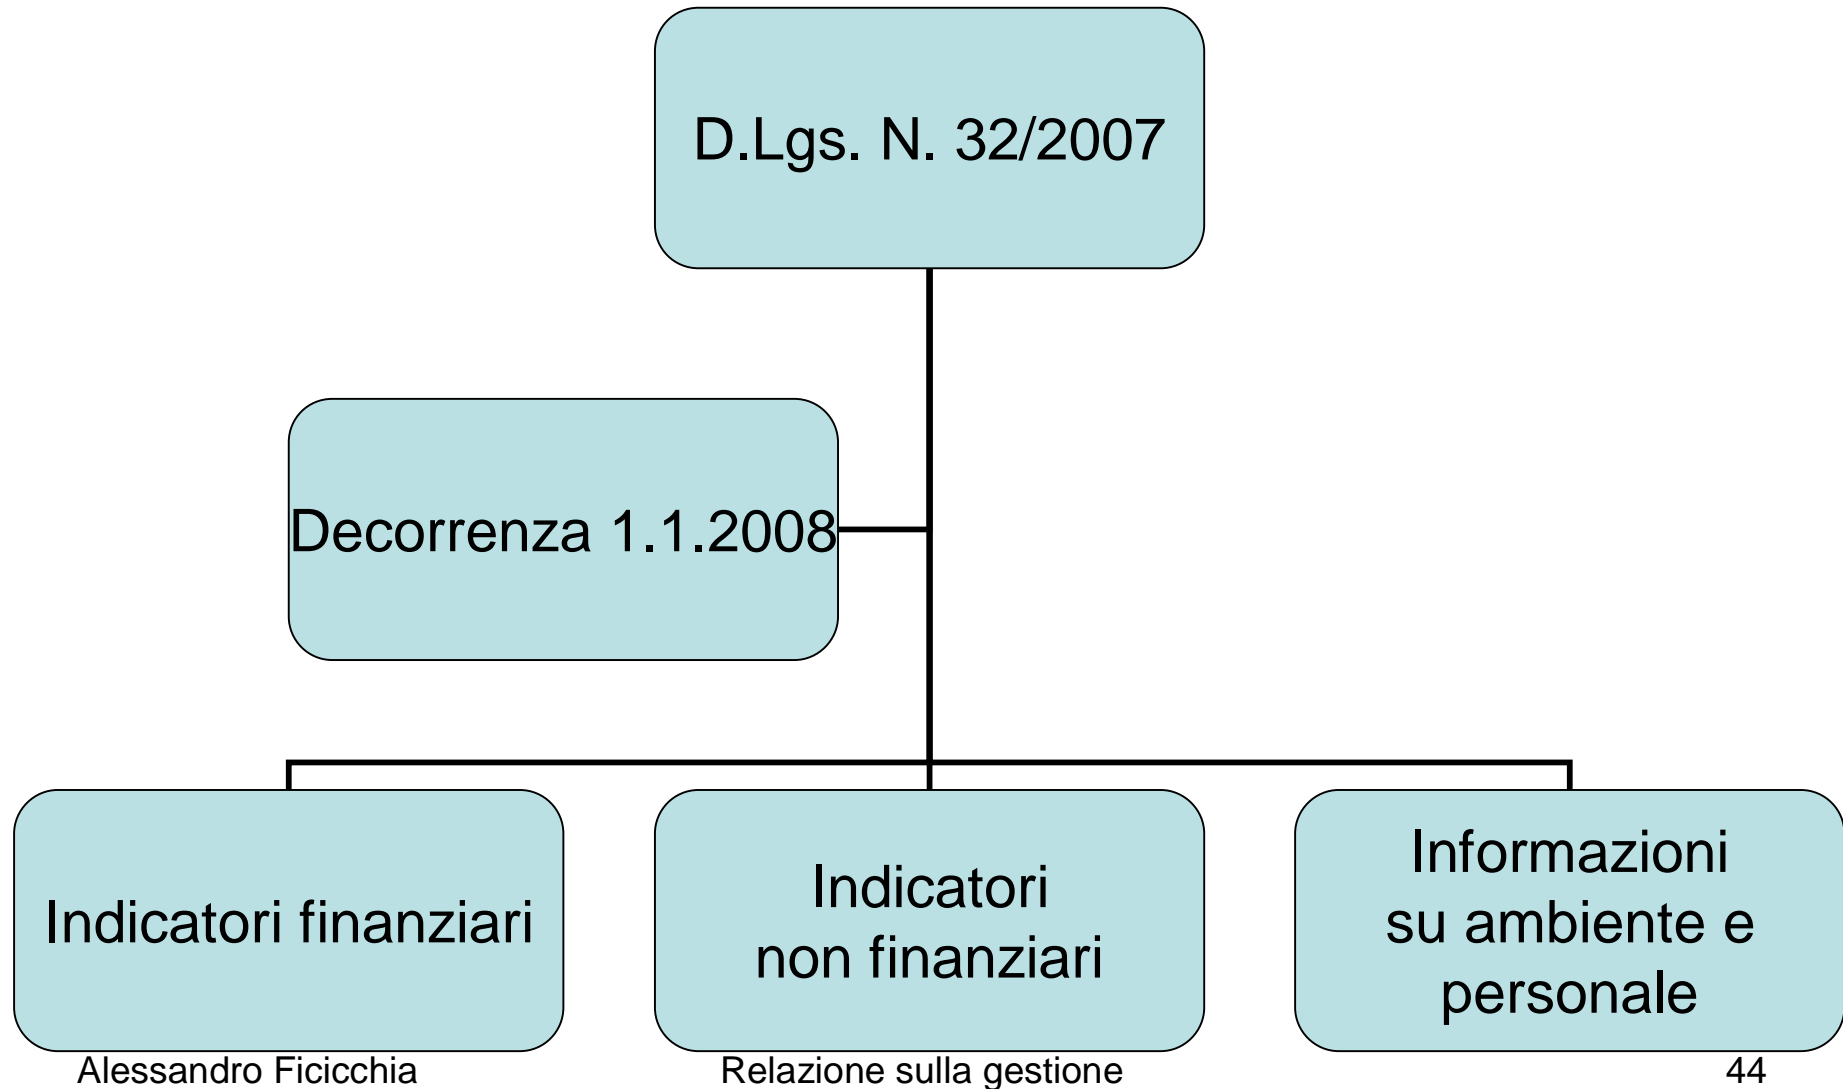 D.Lgs. N. 32/2007
Decorrenza 1.1.2008
Indicatori finanziari
Indicatori
non finanziari
Informazioni
su ambiente e
personale
Alessandro Ficicchia
Relazione sulla gestione
44